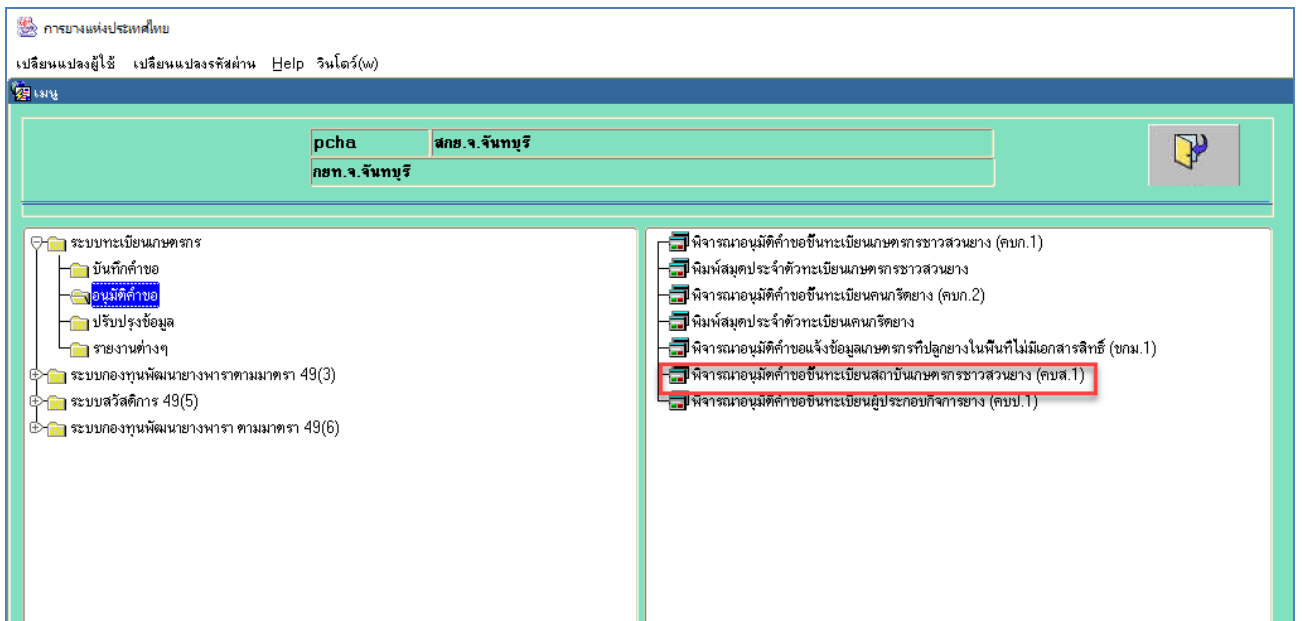 การยางแห่งประเทศไทย
เปลี่ยนแปลงผู้ใช้ เปลี่ยนแปลงรหัสผ่าน Help วินโดว์(w)
เมนู
pcha สกย.จ.จันทบุรี
กยท.จ.จันทบุรี
ระบบทะเบียนเกษตรกร
บันทึกคำขอ
อนุมัติคำขอ
ปรับปรุงข้อมูล
รายงานต่างๆ
ระบบกองทุนพัฒนายางพาราตามมาตรา 49(3)
ระบบสวัสดิการ 49(5)
ระบบกองทุนพัฒนายางพารา ตามมาตรา 49(6)
พิจารณาอนุมัติคำขอขึ้นทะเบียนเกษตรกรชาวสวนยาง (คบก.1)
พิมพ์สมุดประจำตัวทะเบียนเกษตรกรชาวสวนยาง
พิจารณาอนุมัติคำขอขึ้นทะเบียนคนกรีดยาง (คบก.2)
พิมพ์สมุดประจำตัวทะเบียนคนกรีดยาง
พิจารณาอนุมัติคำขอแจ้งข้อมูลเกษตรกรที่ปลูกยางในพื้นที่ไม่มีเอกสารสิทธิ์ (ขกม.1)
พิจารณาอนุมัติคำขอขึ้นทะเบียนสถาบันเกษตรกรชาวสวนยาง (คบส.1)
พิจารณาอนุมัติคำขอขึ้นทะเบียนผู้ประกอบกิจการยาง (คบป.1)